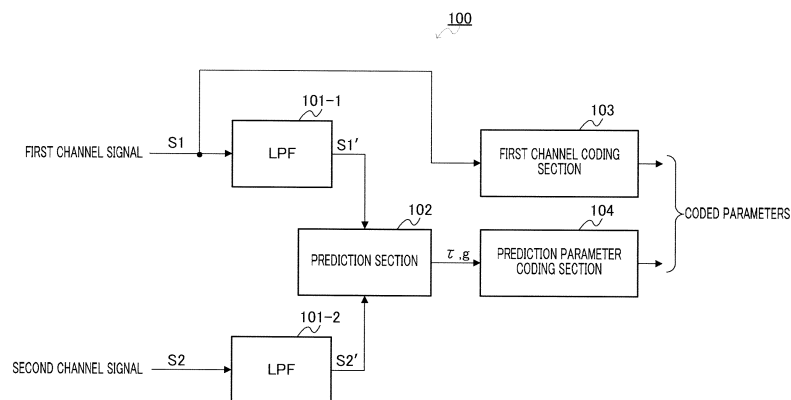 100
101-1
103
FIRST CHANNEL SIGNAL
S1
LPF
S1′
FIRST CHANNEL CODING
SECTION
102
104
CODED PARAMETERS
PREDICTION SECTION
τ,g
PREDICTION PARAMETER
CODING SECTION
101-2
SECOND CHANNEL SIGNAL
S2
LPF
S2′